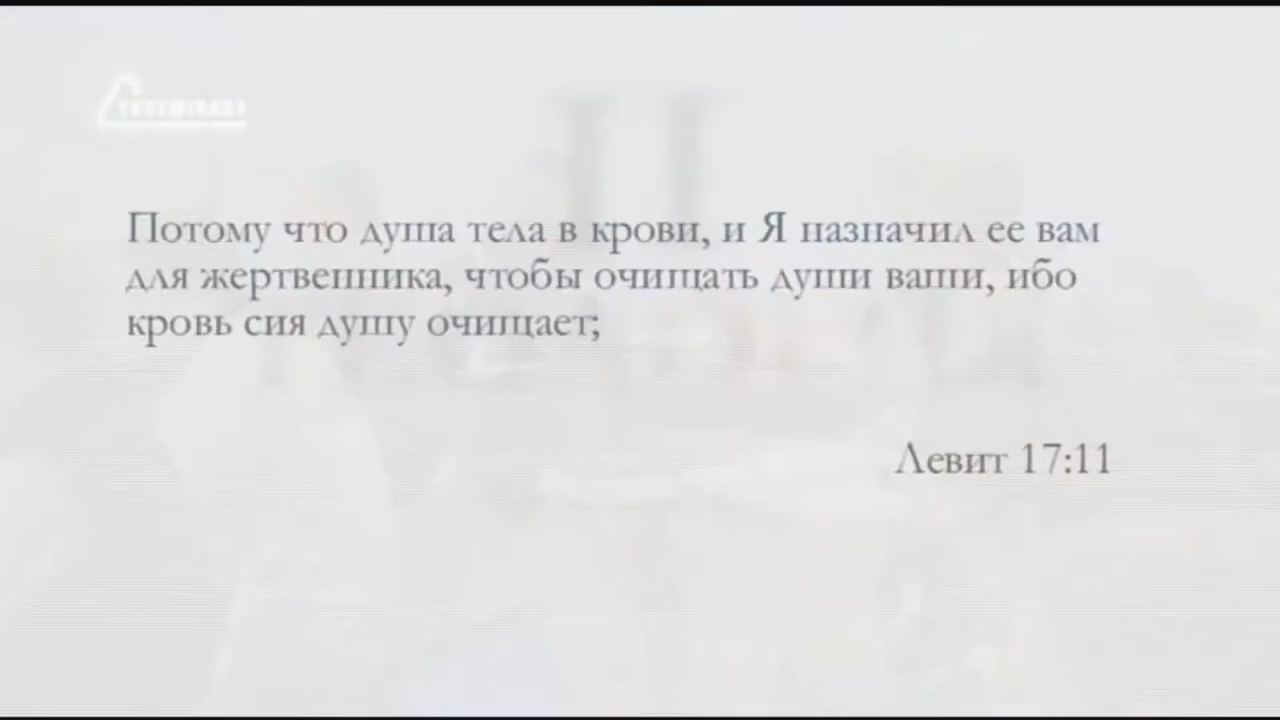 Потому что душа тела в крови, и Я назначил ее вам
для жертвенника, чтобы очищать души ваши, ибо
кровь сия душу очищает;
Левит 17:11